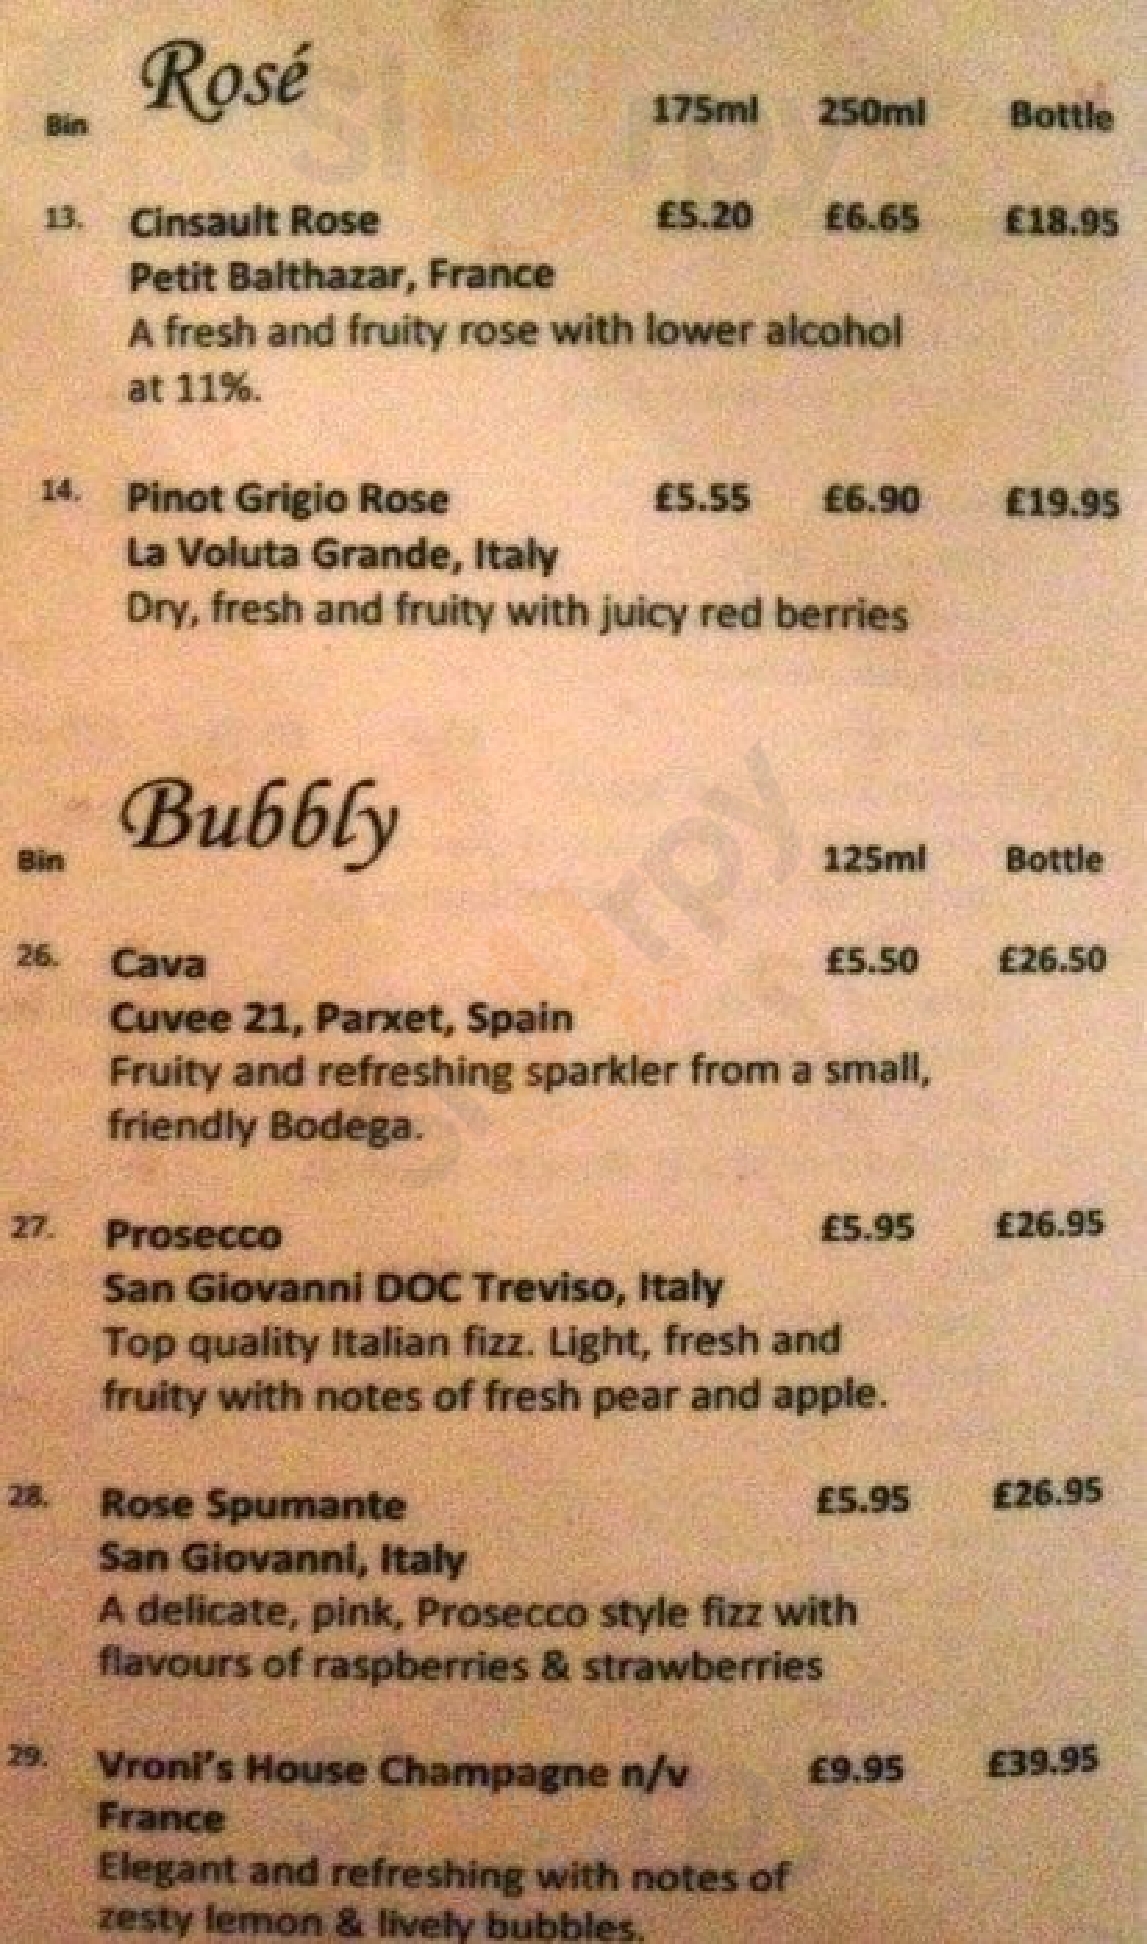 Rosé
Bin 175ml 250ml Bottle
13. Cinsault Rose £5.20 £6.65 £18.95
Petit Balthazar, France
A fresh and fruity rose with lower alcohol
at 11%.
14. Pinot Grigio Rose £5.55 £6.90 £19.95
La Voluta Grande, Italy
Dry, fresh and fruity with juicy red berries
Bubbly
Bin 125ml Bottle
26. Cava £5.50 £26.50
Cuvee 21, Parxet, Spain
Fruity and refreshing sparkler from a small,
friendly Bodega.
27. Prosecco £5.95 £26.95
San Giovanni DOC Treviso, Italy
Top quality Italian fizz. Light, fresh and
fruity with notes of fresh pear and apple.
28. Rose Spumante £5.95 £26.95
San Giovanni, Italy
A delicate, pink, Prosecco style fizz with
flavours of raspberries & strawberries
29. Vroni's House Champagne n/v £9.95 £39.95
France
Elegant and refreshing with notes of
zesty lemon & lively bubbles.